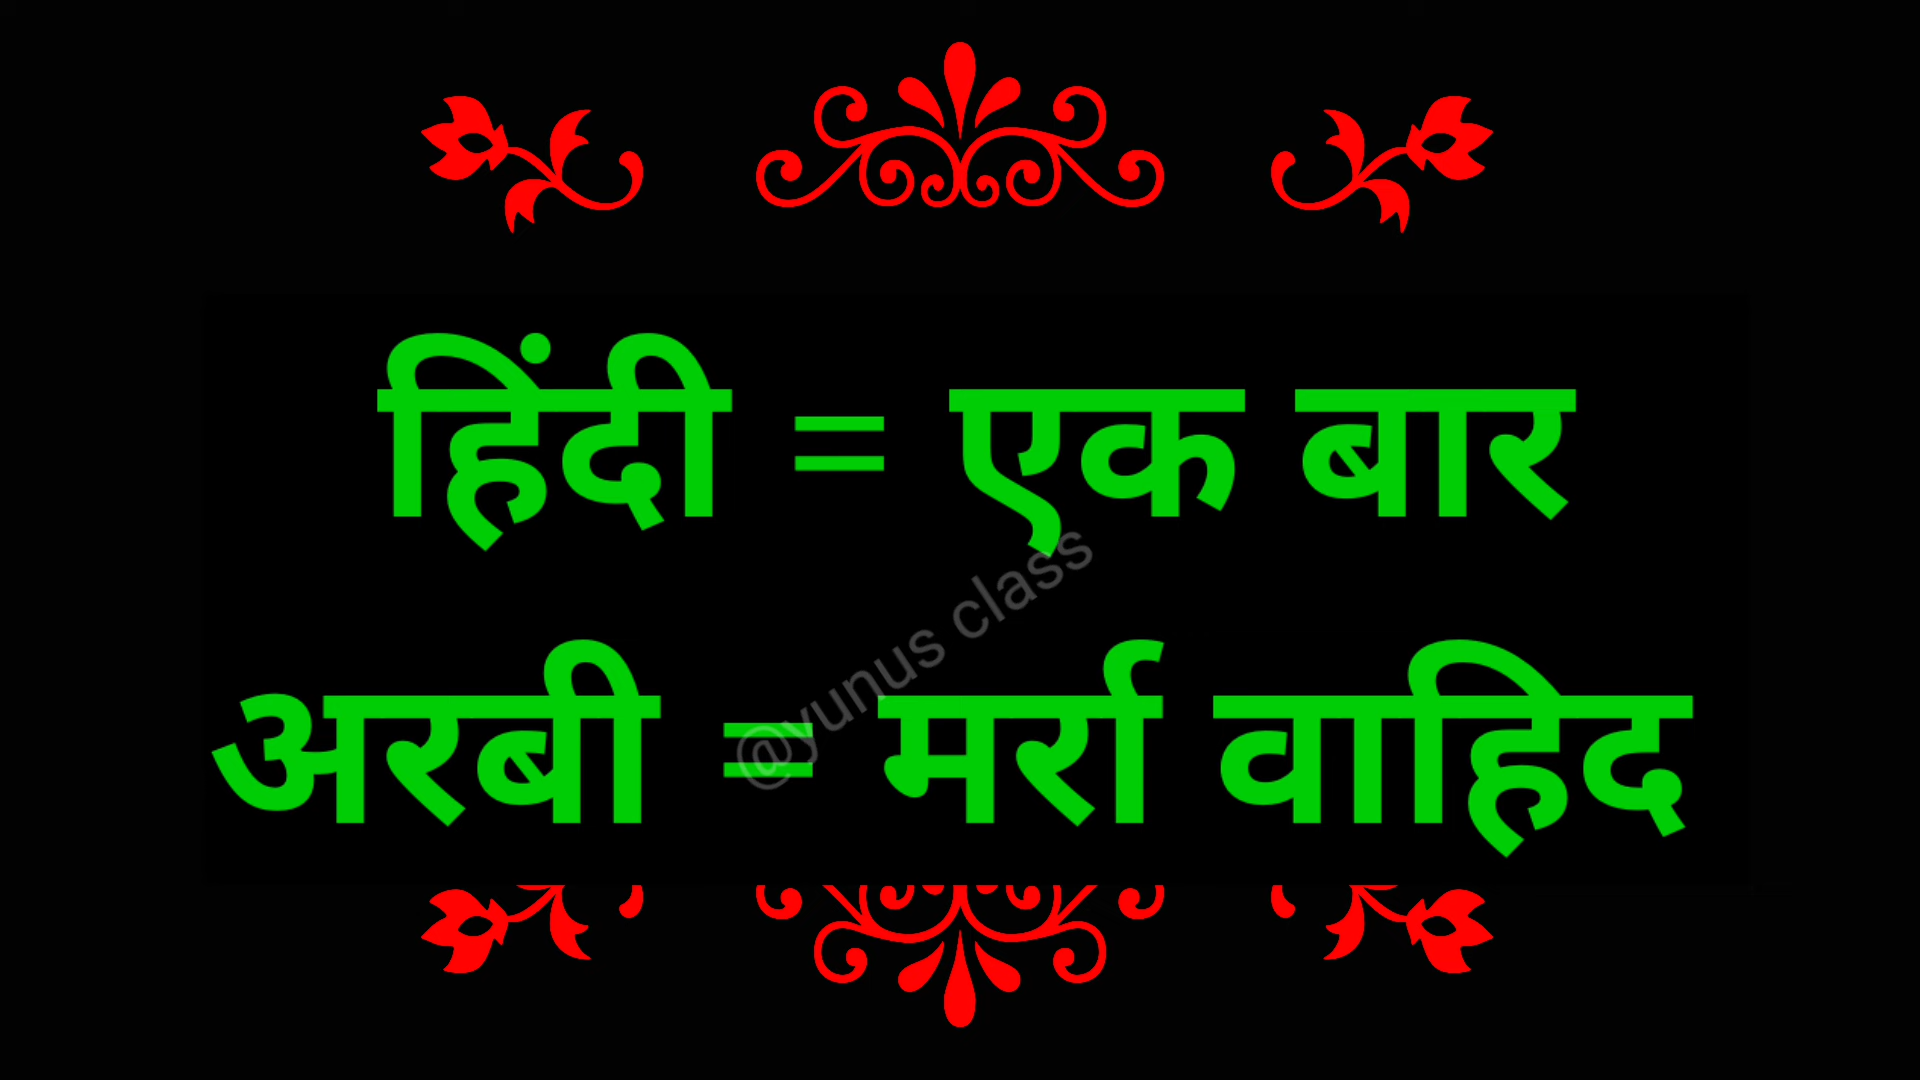 हिंदी = एक बार
@yunus class
अरबी = मर्रा वाहिद